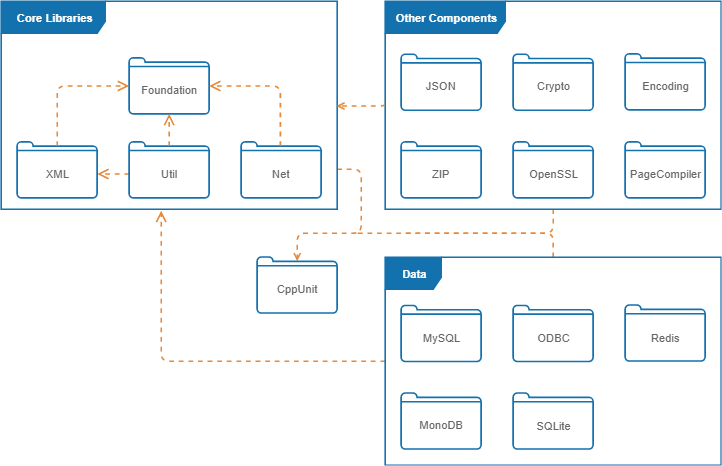 Core Libraries
Foundation
XML
Util
Net
Other Components
JSON
Crypto
Encoding
ZIP
OpenSSL
PageCompiler
CppUnit
Data
MySQL
ODBC
Redis
MonoDB
SQLite